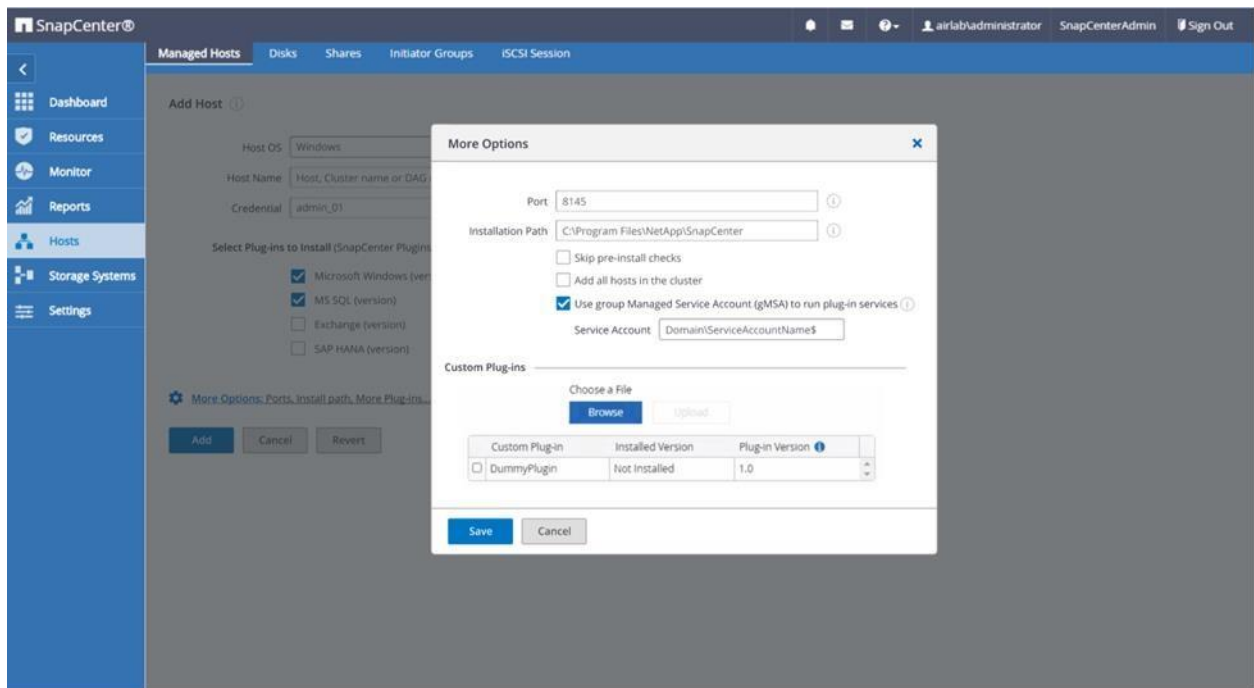 SnapCenter®
airlab\administrator SnapCenterAdmin Sign Out
Managed Hosts Disks Shares Initiator Groups iSCSI Session
Dashboard
Resources
Monitor
Reports
Hosts
Storage Systems
Settings
Add Host
Host OS Windows
Host Name Host, Cluster name or DAG
Credential admin_01
Select Plug-ins to Install (SnapCenter Plugins
Microsoft Windows (ver
MS SQL (version)
Exchange (version)
SAP HANA (version)
More Options: Ports, Install path, More Plug-ins...
Add Cancel Revert
More Options
Port 8145
Installation Path C:\Program Files\NetApp\SnapCenter
Skip pre-install checks
Add all hosts in the cluster
Use group Managed Service Account (gMSA) to run plug-in services
Service Account Domain\ServiceAccountName$
Custom Plug-ins
Choose a File
Browse Upload
Custom Plug-in Installed Version Plug-in Version
DummyPlugin Not Installed 1.0
Save Cancel